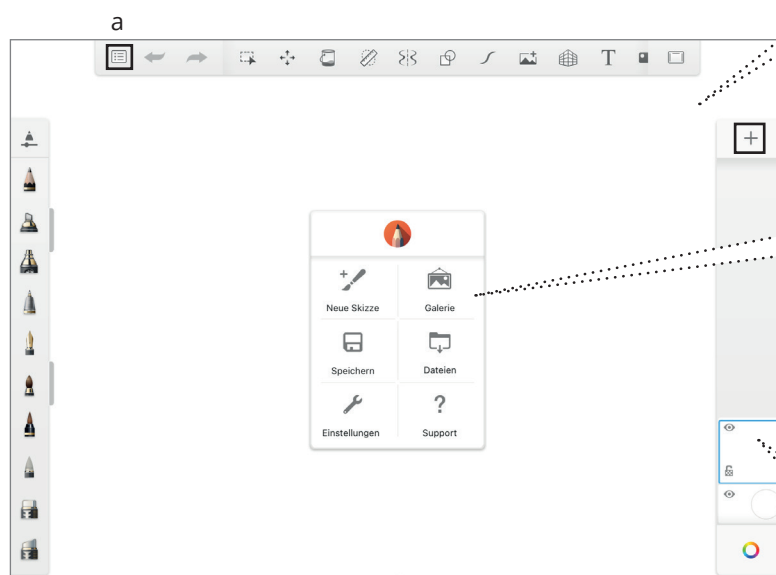 a
T
Neue Skizze
Galerie
Speichern
Dateien
Einstellungen
?
Support